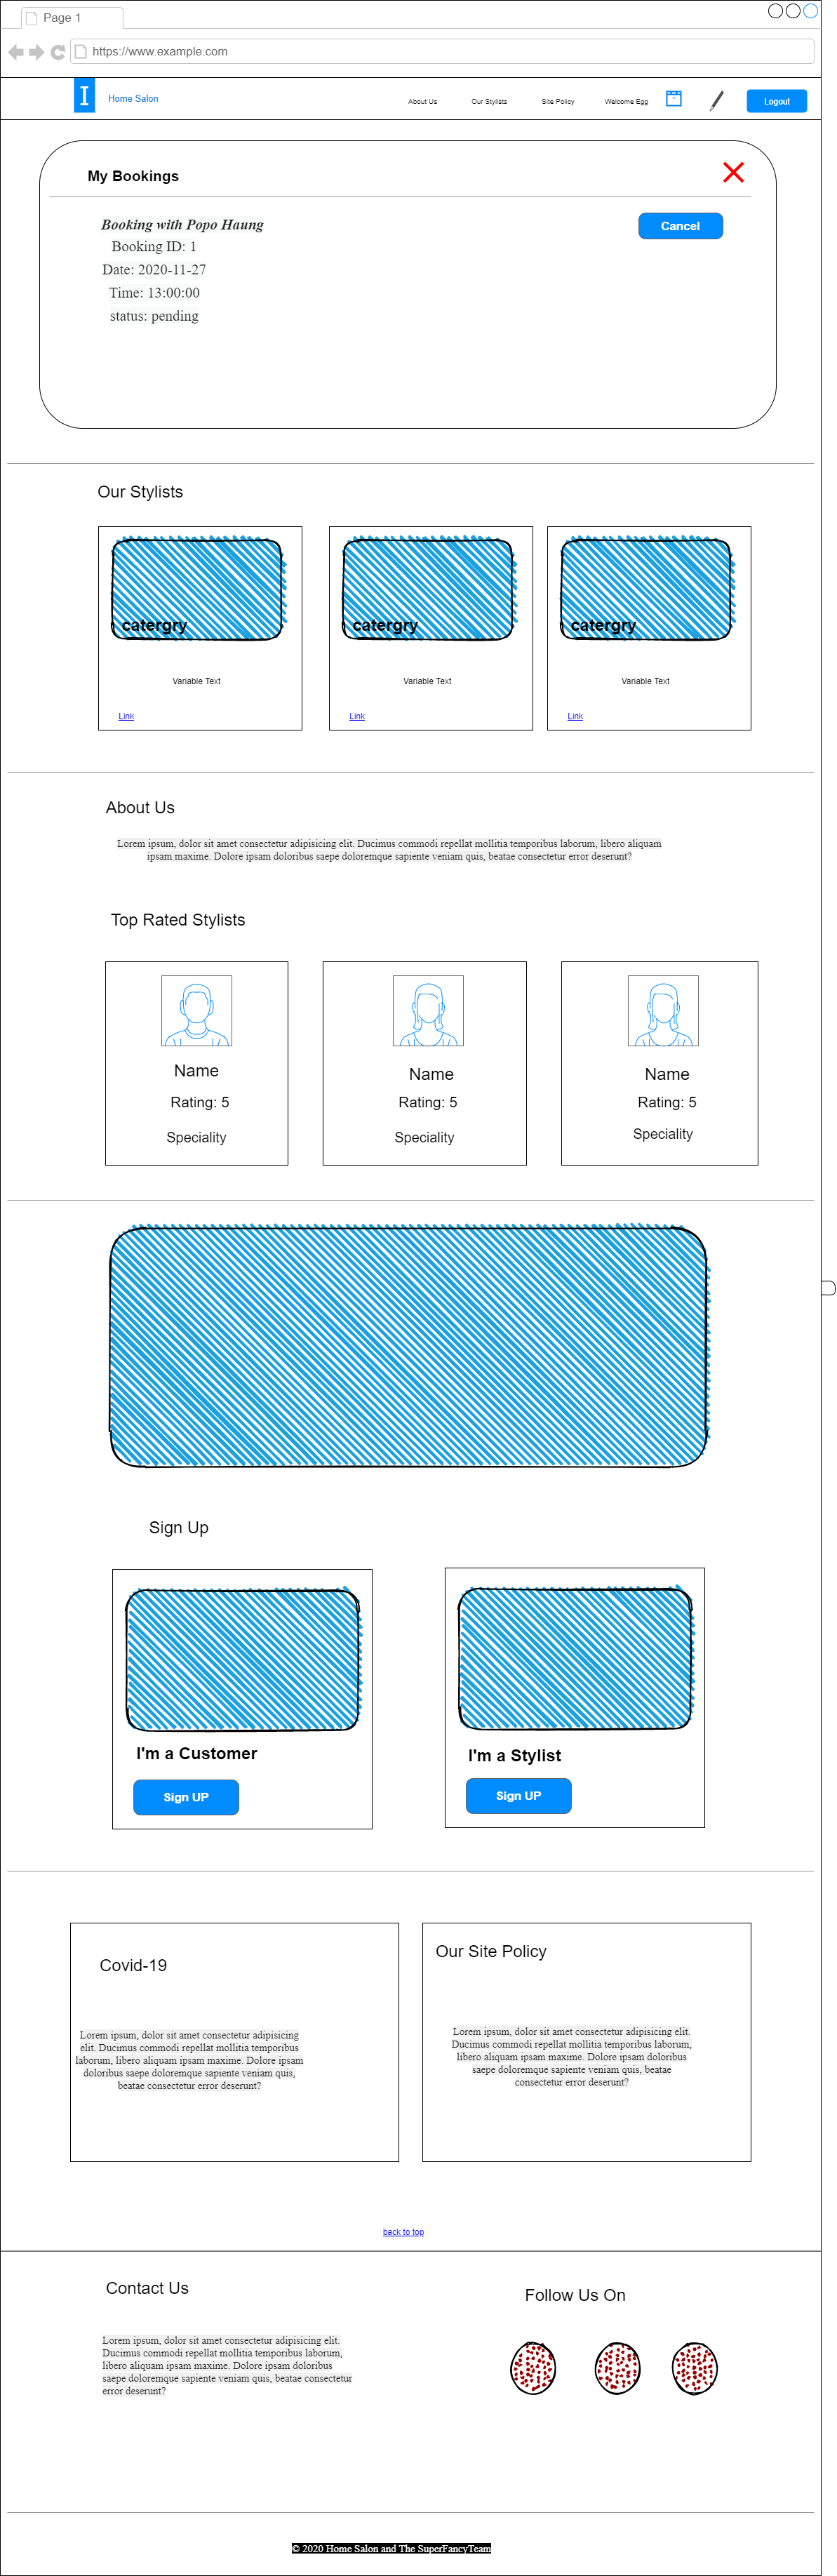 Page 1
https://www.example.com
I
Home Salon
About Us
Our Stylists
Site Policy
Welcome Egg
Logout
My Bookings
Booking with Popo Haung
Cancel
Booking ID: 1
Date: 2020-11-27
Time: 13:00:00
status: pending
Our Stylists
catergry
catergry
catergry
Variable Text
Variable Text
Variable Text
Link
Link
Link
About Us
Lorem ipsum, dolor sit amet consectetur adipisicing elit. Ducimus commodi repellat mollitia temporibus laborum, libero aliquam
ipsam maxime. Dolore ipsam doloribus saepe doloremque sapiente veniam quis, beatae consectetur error deserunt?
Top Rated Stylists
Name
Rating: 5
Speciality
Name
Rating: 5
Speciality
Name
Rating: 5
Speciality
Sign Up
I'm a Customer
Sign UP
I'm a Stylist
Sign UP
Covid-19
Lorem ipsum, dolor sit amet consectetur adipisicing
elit. Ducimus commodi repellat mollitia temporibus
laborum, libero aliquam ipsam maxime. Dolore ipsam
doloribus saepe doloremque sapiente veniam quis,
beatae consectetur error deserunt?
Our Site Policy
Lorem ipsum, dolor sit amet consectetur adipisicing elit.
Ducimus commodi repellat mollitia temporibus laborum,
libero aliquam ipsam maxime. Dolore ipsam doloribus
saepe doloremque sapiente veniam quis, beatae
consectetur error deserunt?
back to top
Contact Us
Lorem ipsum, dolor sit amet consectetur adipisicing elit.
Ducimus commodi repellat mollitia temporibus laborum,
libero aliquam ipsam maxime. Dolore ipsam doloribus
saepe doloremque sapiente veniam quis, beatae consectetur
error deserunt?
Follow Us On
© 2020 Home Salon and The SuperFancyTeam